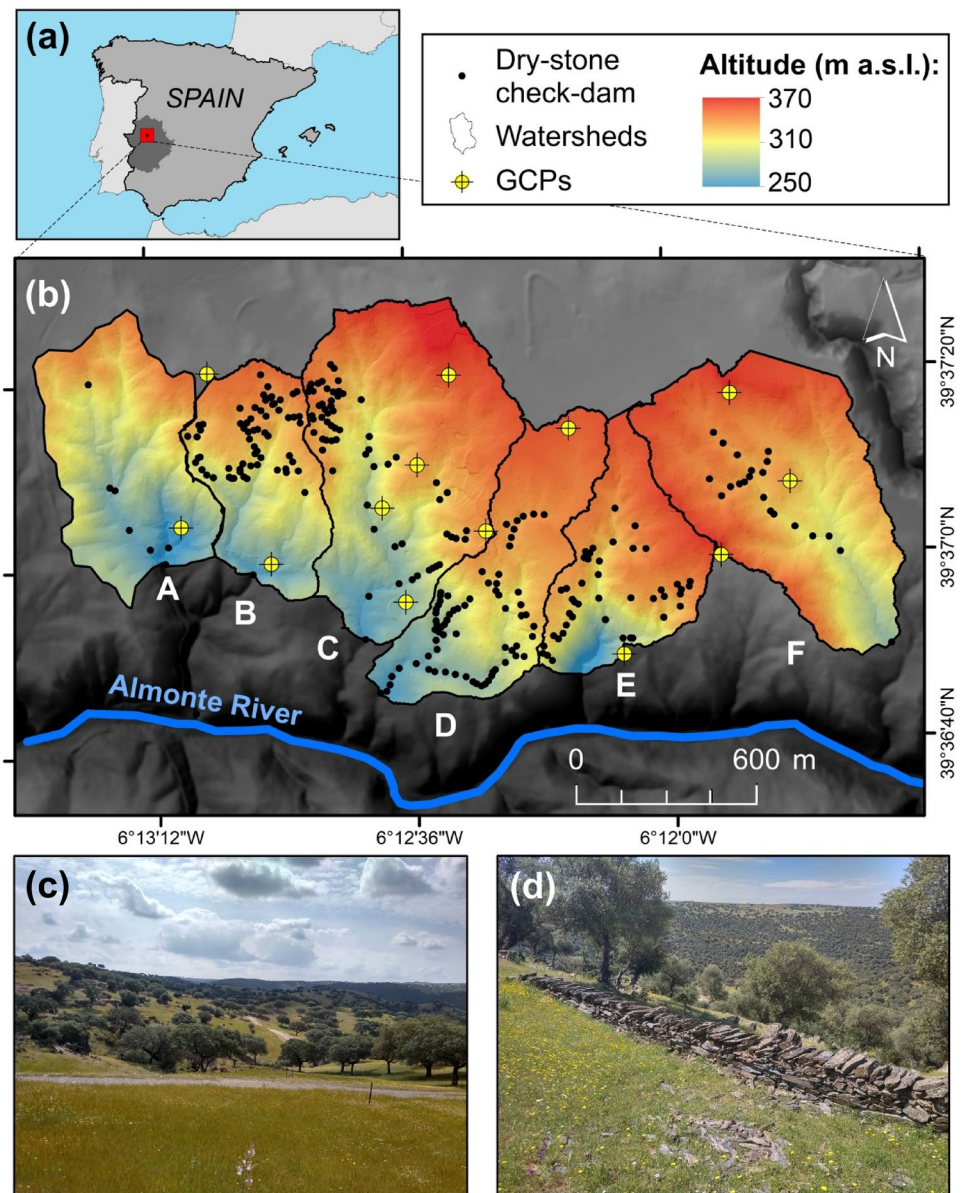 (a)
SPAIN
Dry-stone
check-dam
Watersheds
GCPs
Altitude (m a.s.l.):
370
310
250
(b)
N
39°37'20"N
39°37'0"N
39°36'40"N
A
B
C
D
E
F
Almonte River
0 600 m
6°13'12"W 6°12'36"W 6°12'0"W
(c)
(d)